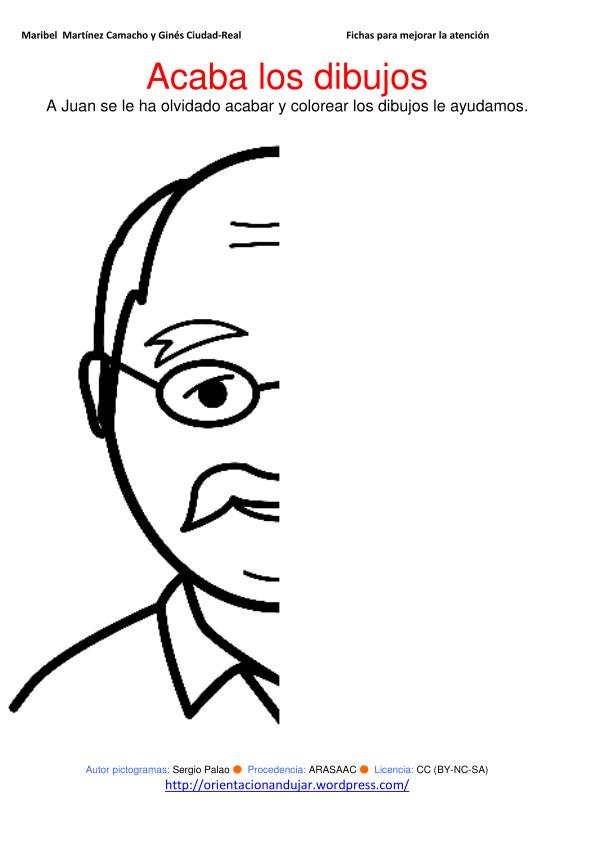 Maribel  Martínez Camacho y Ginés Ciudad-Real Fichas para mejorar la atención
Acaba los dibujos
A Juan se le ha olvidado acabar y colorear los dibujos le ayudamos.
Autor pictogramas: Sergio Palao ● Procedencia: ARASAAC ● Licencia: CC (BY-NC-SA)
http://orientacionandujar.wordpress.com/